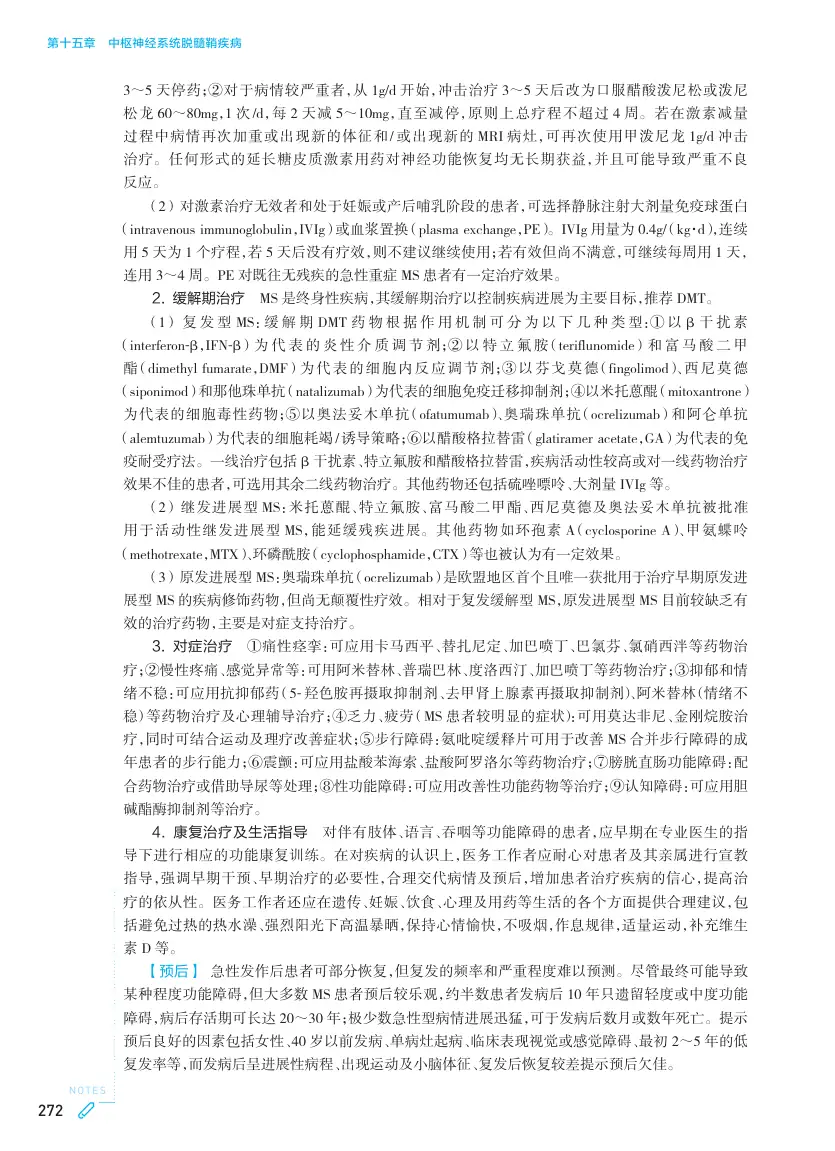 第十五章 中枢神经系统脱髓鞘疾病
3～5 天停药；②对于病情较严重者，从 1g/d 开始，冲击治疗 3～5 天后改为口服醋酸泼尼松或泼尼
松龙 60～80mg，1 次 /d，每 2 天减 5～10mg，直至减停，原则上总疗程不超过 4 周。若在激素减量
过程中病情再次加重或出现新的体征和/或出现新的 MRI 病灶，可再次使用甲泼尼龙 1g/d 冲击
治疗。任何形式的延长糖皮质激素用药对神经功能恢复均无长期获益，并且可能导致严重不良
反应。
（2）对激素治疗无效者和处于妊娠或产后哺乳阶段的患者，可选择静脉注射大剂量免疫球蛋白
（intravenous immunoglobulin，IVIg）或血浆置换（plasma exchange，PE）。IVIg 用量为 0.4g/（kg·d），连续
用 5 天为 1 个疗程，若 5 天后没有疗效，则不建议继续使用；若有效但尚不满意，可继续每周用 1 天，
连用 3～4 周。PE 对既往无残疾的急性重症 MS 患者有一定治疗效果。
2. 缓解期治疗 MS 是终身性疾病，其缓解期治疗以控制疾病进展为主要目标，推荐 DMT。
（1）复发型 MS：缓解期 DMT 药物根据作用机制可分为以下几种类型：①以 β 干扰素
（interferon-β，IFN-β）为代表的炎性介质调节剂；②以特立氟胺（teriflunomide）和富马酸二甲
酯（dimethyl fumarate，DMF）为代表的细胞内反应调节剂；③以芬戈莫德（fingolimod）、西尼莫德
（siponimod）和那他珠单抗（natalizumab）为代表的细胞免疫迁移抑制剂；④以米托蒽醌（mitoxantrone）
为代表的细胞毒性药物；⑤以奥法妥木单抗（ofatumumab）、奥瑞珠单抗（ocrelizumab）和阿仑单抗
（alemtuzumab）为代表的细胞耗竭/诱导策略；⑥以醋酸格拉替雷（glatiramer acetate，GA）为代表的免
疫耐受疗法。一线治疗包括 β 干扰素、特立氟胺和醋酸格拉替雷，疾病活动性较高或对一线药物治疗
效果不佳的患者，可选用其余二线药物治疗。其他药物还包括硫唑嘌呤、大剂量 IVIg 等。
（2）继发进展型 MS：米托蒽醌、特立氟胺、富马酸二甲酯、西尼莫德及奥法妥木单抗被批准
用于活动性继发进展型 MS，能延缓残疾进展。其他药物如环孢素 A（cyclosporine A）、甲氨蝶呤
（methotrexate，MTX）、环磷酰胺（cyclophosphamide，CTX）等也被认为有一定效果。
（3）原发进展型 MS：奥瑞珠单抗（ocrelizumab）是欧盟地区首个且唯一获批用于治疗早期原发进
展型 MS 的疾病修饰药物，但尚无颠覆性疗效。相对于复发缓解型 MS，原发进展型 MS 目前较缺乏有
效的治疗药物，主要是对症支持治疗。
3. 对症治疗 ①痛性痉挛：可应用卡马西平、替扎尼定、加巴喷丁、巴氯芬、氯硝西泮等药物治
疗；②慢性疼痛、感觉异常等：可用阿米替林、普瑞巴林、度洛西汀、加巴喷丁等药物治疗；③抑郁和情
绪不稳：可应用抗抑郁药（5-羟色胺再摄取抑制剂、去甲肾上腺素再摄取抑制剂）、阿米替林（情绪不
稳）等药物治疗及心理辅导治疗；④乏力、疲劳（MS 患者较明显的症状）：可用莫达非尼、金刚烷胺治
疗，同时可结合运动及理疗改善症状；⑤步行障碍：氨吡啶缓释片可用于改善 MS 合并步行障碍的成
年患者的步行能力；⑥震颤：可应用盐酸苯海索、盐酸阿罗洛尔等药物治疗；⑦膀胱直肠功能障碍：配
合药物治疗或借助导尿等处理；⑧性功能障碍：可应用改善性功能药物等治疗；⑨认知障碍：可应用胆
碱酯酶抑制剂等治疗。
4. 康复治疗及生活指导 对伴有肢体、语言、吞咽等功能障碍的患者，应早期在专业医生的指
导下进行相应的功能康复训练。在对疾病的认识上，医务工作者应耐心对患者及其亲属进行宣教
指导，强调早期干预、早期治疗的必要性，合理交代病情及预后，增加患者治疗疾病的信心，提高治
疗的依从性。医务工作者还应在遗传、妊娠、饮食、心理及用药等生活的各个方面提供合理建议，包
括避免过热的热水澡、强烈阳光下高温暴晒，保持心情愉快，不吸烟，作息规律，适量运动，补充维生
素 D 等。
【预后】 急性发作后患者可部分恢复，但复发的频率和严重程度难以预测。尽管最终可能导致
某种程度功能障碍，但大多数 MS 患者预后较乐观，约半数患者发病后 10 年只遗留轻度或中度功能
障碍，病后存活期可长达 20～30 年；极少数急性型病情进展迅猛，可于发病后数月或数年死亡。提示
预后良好的因素包括女性、40 岁以前发病、单病灶起病、临床表现视觉或感觉障碍、最初 2～5 年的低
复发率等，而发病后呈进展性病程、出现运动及小脑体征、复发后恢复较差提示预后欠佳。
NOTES
272